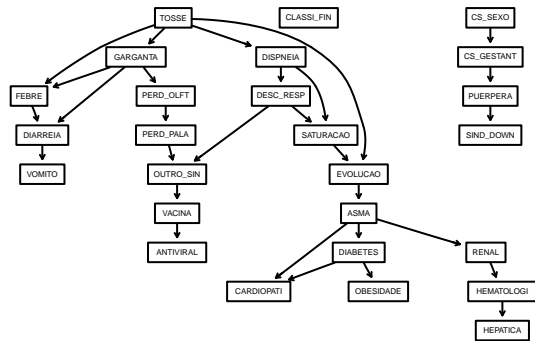 TOSSE
CLASSI_FIN
CS_SEXO
GARGANTA
DISPNEIA
CS_GESTANT
FEBRE
PERD_OLFT
DESC_RESP
PUERPERA
DIARREIA
PERD_PALA
SATURACAO
SIND_DOWN
VOMITO
OUTRO_SIN
EVOLUCAO
VACINA
ASMA
ANTIVIRAL
DIABETES
RENAL
CARDIOPATI
OBESIDADE
HEMATOLOGI
HEPATICA